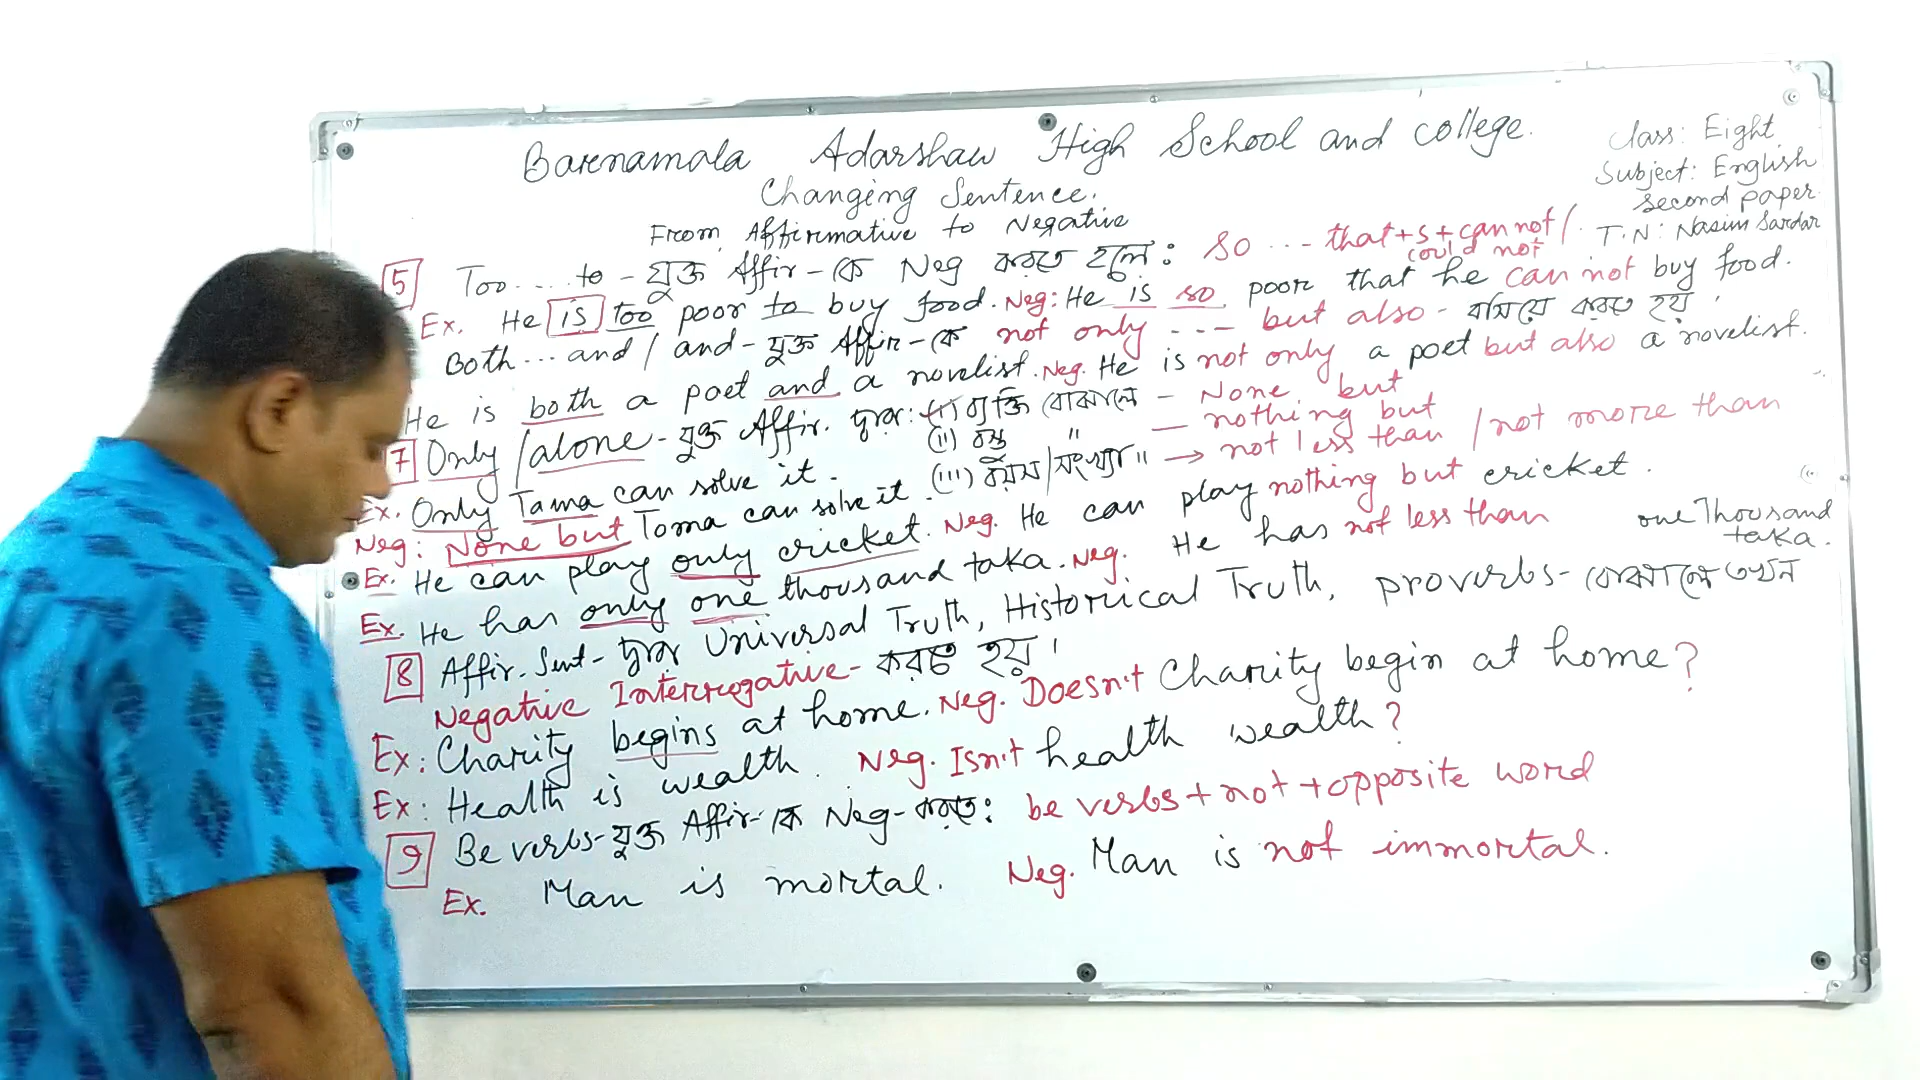 Barenamala Adarshaw High School and college.
Changing Sentence.
From Affirmative to Negative
Class: Eight
Subject: English
second paper
T.N: Nasim Sardar
5 Too.... to - যুক্ত Affir - কে Neg করতে হলে: so --- that+s+can not /
could not
Ex. He is too poor to buy food. Neg: He is so poor that he can not buy food.
Both ... and / and - যুক্ত Affir - কে not only --- but also - বসিয়ে করতে হয়।
He is both a poet and a novelist. Neg. He is not only a poet but also a novelist.
7 Only / alone - যুক্ত Affir. দ্বারা: (i) ব্যক্তি বোঝালে - None but
(ii) বস্তু " — nothing but
(iii) বয়স/সংখ্যা " → not less than / not more than
Ex. Only Tama can solve it.
Neg: None but Toma can solve it.
Ex. He can play only cricket. Neg. He can play nothing but cricket.
Ex. He has only one thousand taka. Neg. He has not less than one Thousand
taka.
8 Affir. Sent - দ্বারা Universal Truth, Historical Truth, proverbs - বোঝালে তখন
Negative Interrogative - করতে হয়।
Ex: Charity begins at home. Neg. Doesn't Charity begin at home?
Ex: Health is wealth. Neg. Isn't health wealth?
9 Be verbs - যুক্ত Affir - কে Neg - করতে: be verbs + not + opposite word
Ex. Man is mortal. Neg. Man is not immortal.